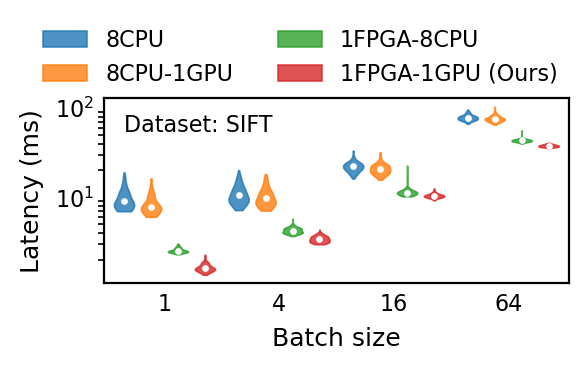 8CPU
1FPGA-8CPU
8CPU-1GPU
1FPGA-1GPU (Ours)
Dataset: SIFT
Latency (ms)
10²
10¹
1 4 16 64
Batch size